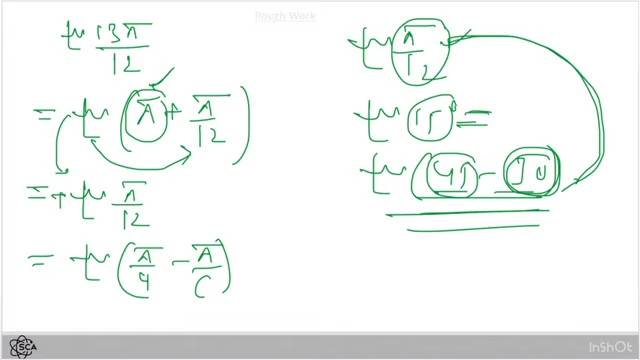 Rough Work
tan 13π/12
= tan (π + π/12)
= + tan π/12
= tan (π/4 - π/6)
tan π/12
tan 15° =
tan (45 - 30)
SCA
InShOt